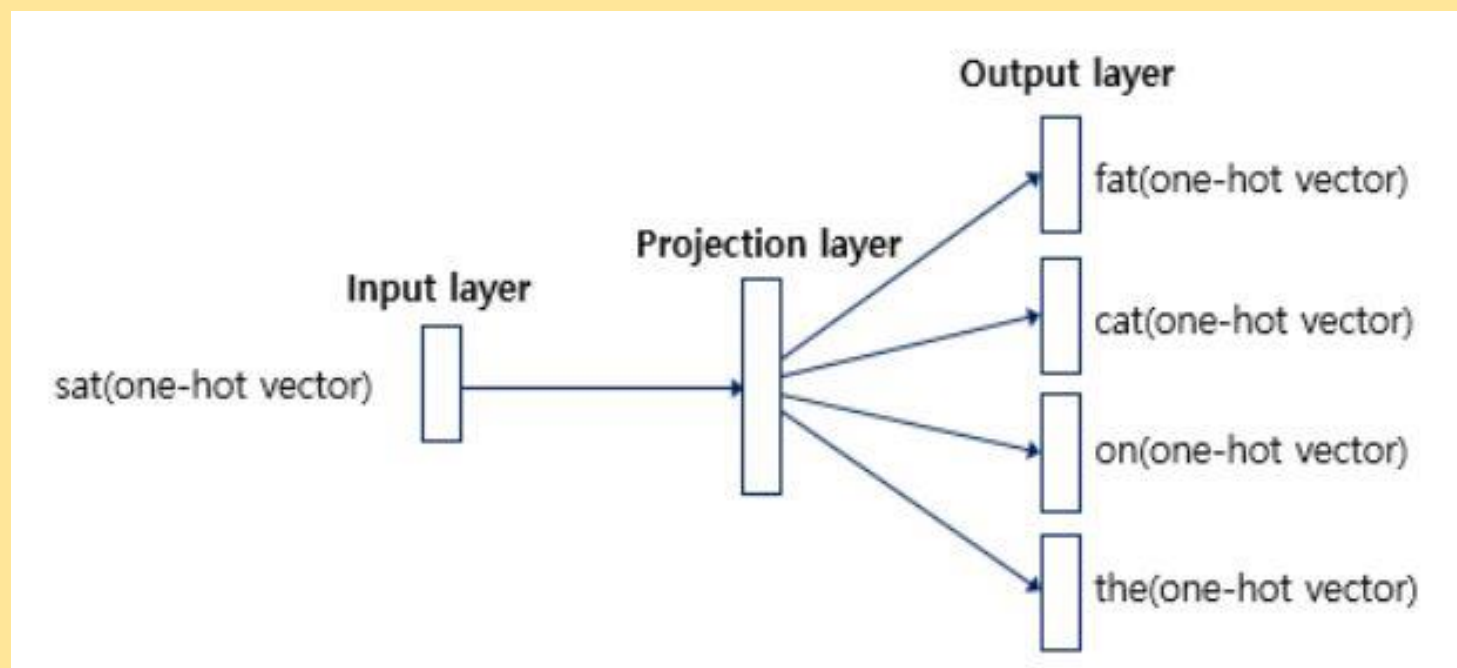 Output layer
fat(one-hot vector)
Projection layer
Input layer
cat(one-hot vector)
sat(one-hot vector)
on(one-hot vector)
the(one-hot vector)